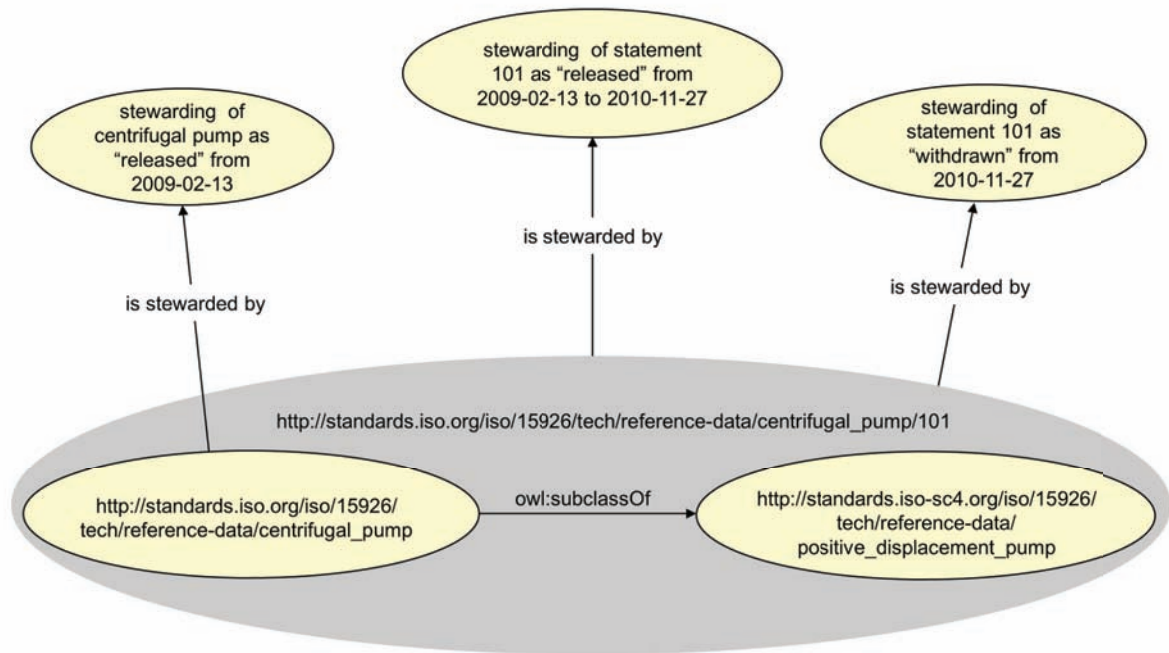 stewarding of statement
101 as “released” from
2009-02-13 to 2010-11-27
stewarding of
centrifugal pump as
“released” from
2009-02-13
stewarding of
statement 101 as
“withdrawn” from
2010-11-27
is stewarded by
is stewarded by
is stewarded by
http://standards.iso.org/iso/15926/tech/reference-data/centrifugal_pump/101
http://standards.iso.org/iso/15926/
tech/reference-data/centrifugal_pump
owl:subclassOf
http://standards.iso-sc4.org/iso/15926/
tech/reference-data/
positive_displacement_pump